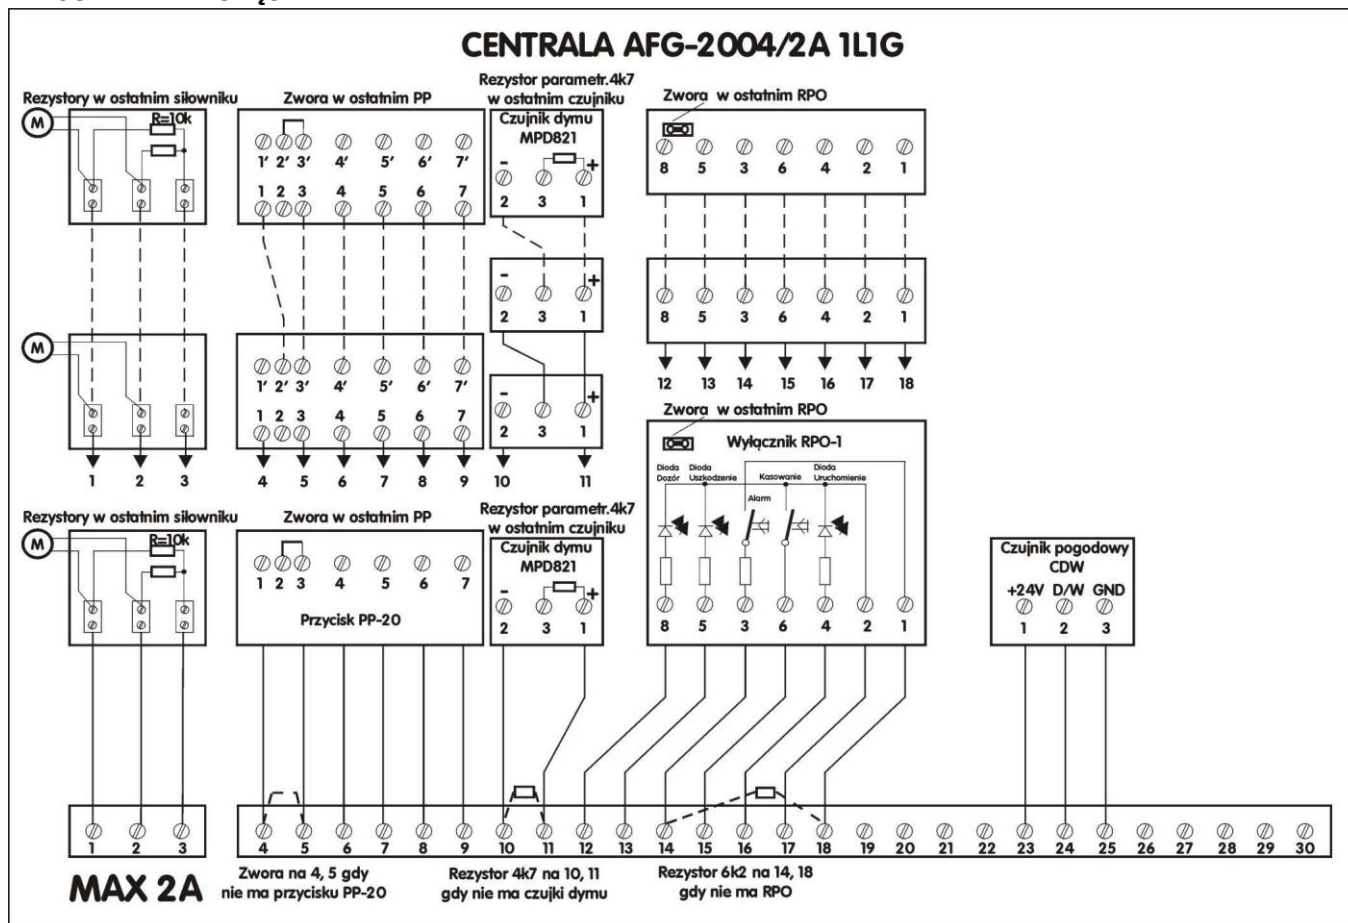 CENTRALA AFG-2004/2A 1L1G
Rezystory w ostatnim siłowniku
R=10k
M
Zwora w ostatnim PP
1' 2' 3' 4' 5' 6' 7'
1 2 3 4 5 6 7
Rezystor parametr.4k7
w ostatnim czujniku
Czujnik dymu
MPD821
- +
2 3 1
Zwora w ostatnim RPO
8 5 3 6 4 2 1
- +
2 3 1
8 5 3 6 4 2 1
12 13 14 15 16 17 18
M
1 2 3
1' 2' 3' 4' 5' 6' 7'
1 2 3 4 5 6 7
4 5 6 7 8 9
- +
2 3 1
10 11
Rezystory w ostatnim siłowniku
R=10k
M
Zwora w ostatnim PP
1 2 3 4 5 6 7
Przycisk PP-20
Rezystor parametr.4k7
w ostatnim czujniku
Czujnik dymu
MPD821
- +
2 3 1
Zwora w ostatnim RPO
Wyłącznik RPO-1
Dioda
Dozór
Dioda
Uszkodzenie
Alarm
Kasowanie
Dioda
Uruchomienie
8 5 3 6 4 2 1
Czujnik pogodowy
CDW
+24V D/W GND
1 2 3
1 2 3
4 5 6 7 8 9 10 11 12 13 14 15 16 17 18 19 20 21 22 23 24 25 26 27 28 29 30
MAX 2A
Zwora na 4, 5 gdy
nie ma przycisku PP-20
Rezystor 4k7 na 10, 11
gdy nie ma czujki dymu
Rezystor 6k2 na 14, 18
gdy nie ma RPO